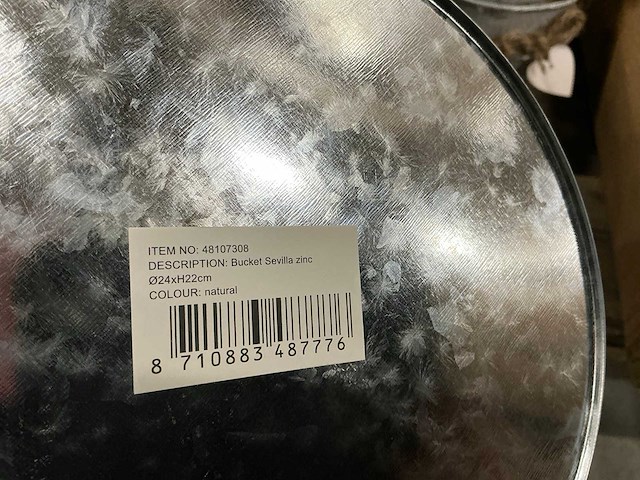 ITEM NO: 48107308
DESCRIPTION: Bucket Sevilla zinc
Ø24xH22cm
COLOUR: natural
8 710883 487776